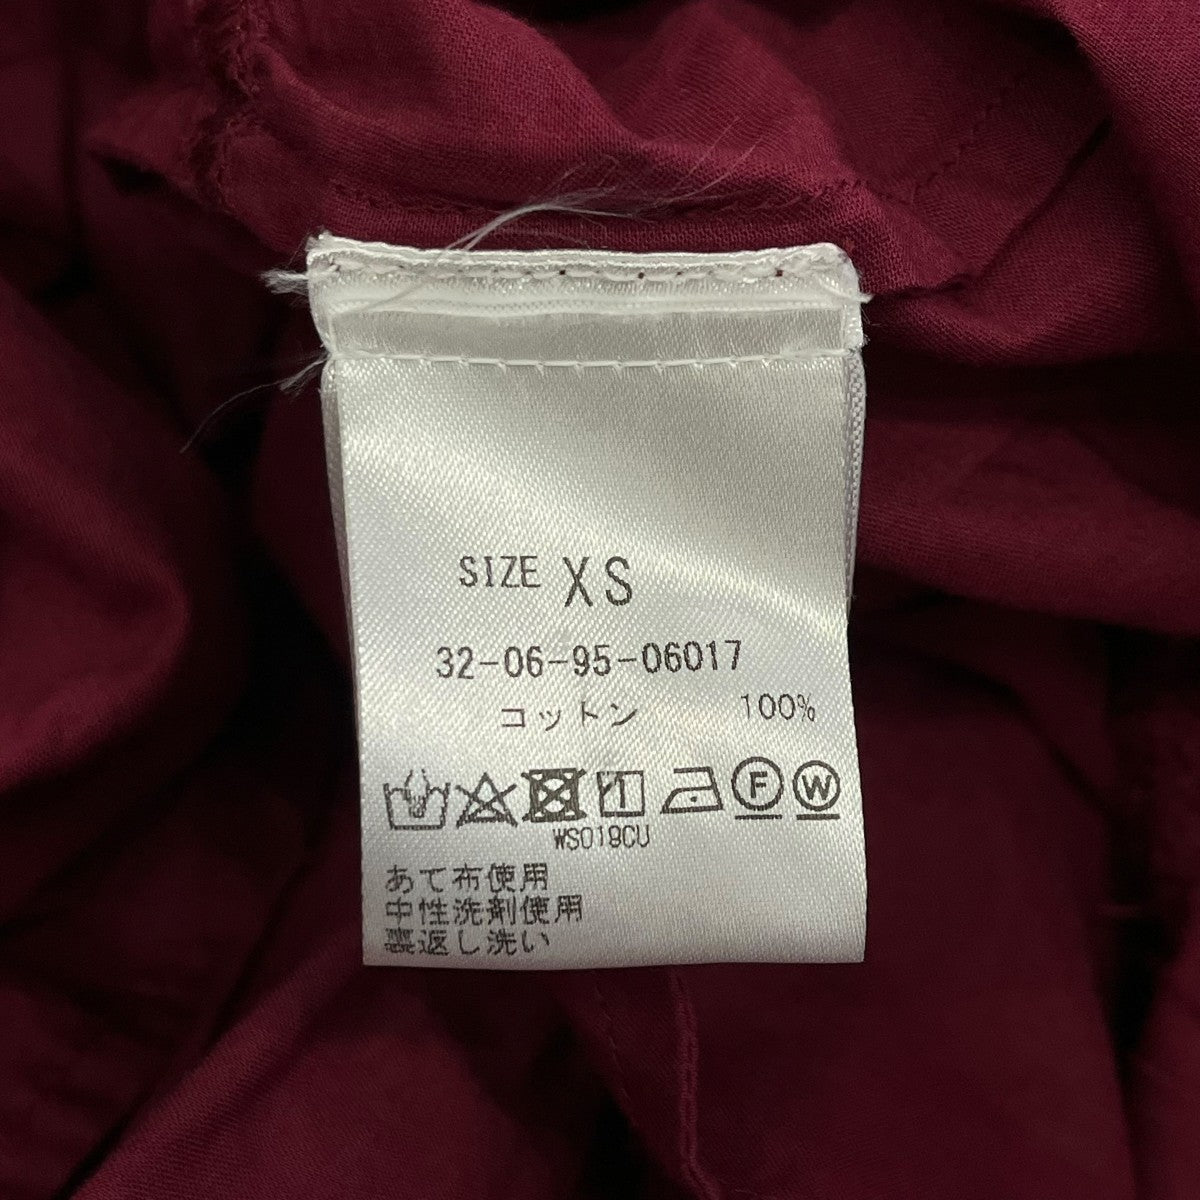 SIZE XS
32-06-95-06017
コットン 100%
F W
WS019CU
あて布使用
中性洗剤使用
裏返し洗い